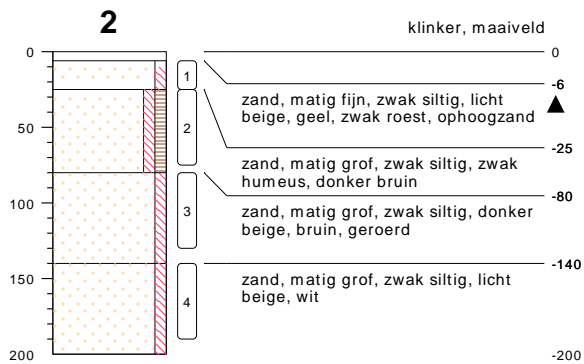 2
klinker, maaiveld
0
0
1
-6
zand, matig fijn, zwak siltig, licht
beige, geel, zwak roest, ophoogzand
2
50
-25
zand, matig grof, zwak siltig, zwak
humeus, donker bruin
-80
100
3
zand, matig grof, zwak siltig, donker
beige, bruin, geroerd
-140
150
4
zand, matig grof, zwak siltig, licht
beige, wit
200
-200